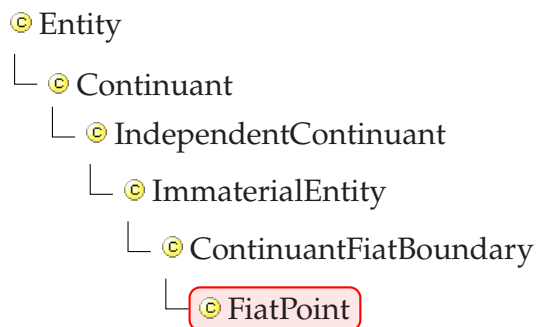 © Entity
© Continuant
© IndependentContinuant
© ImmaterialEntity
© ContinuantFiatBoundary
© FiatPoint